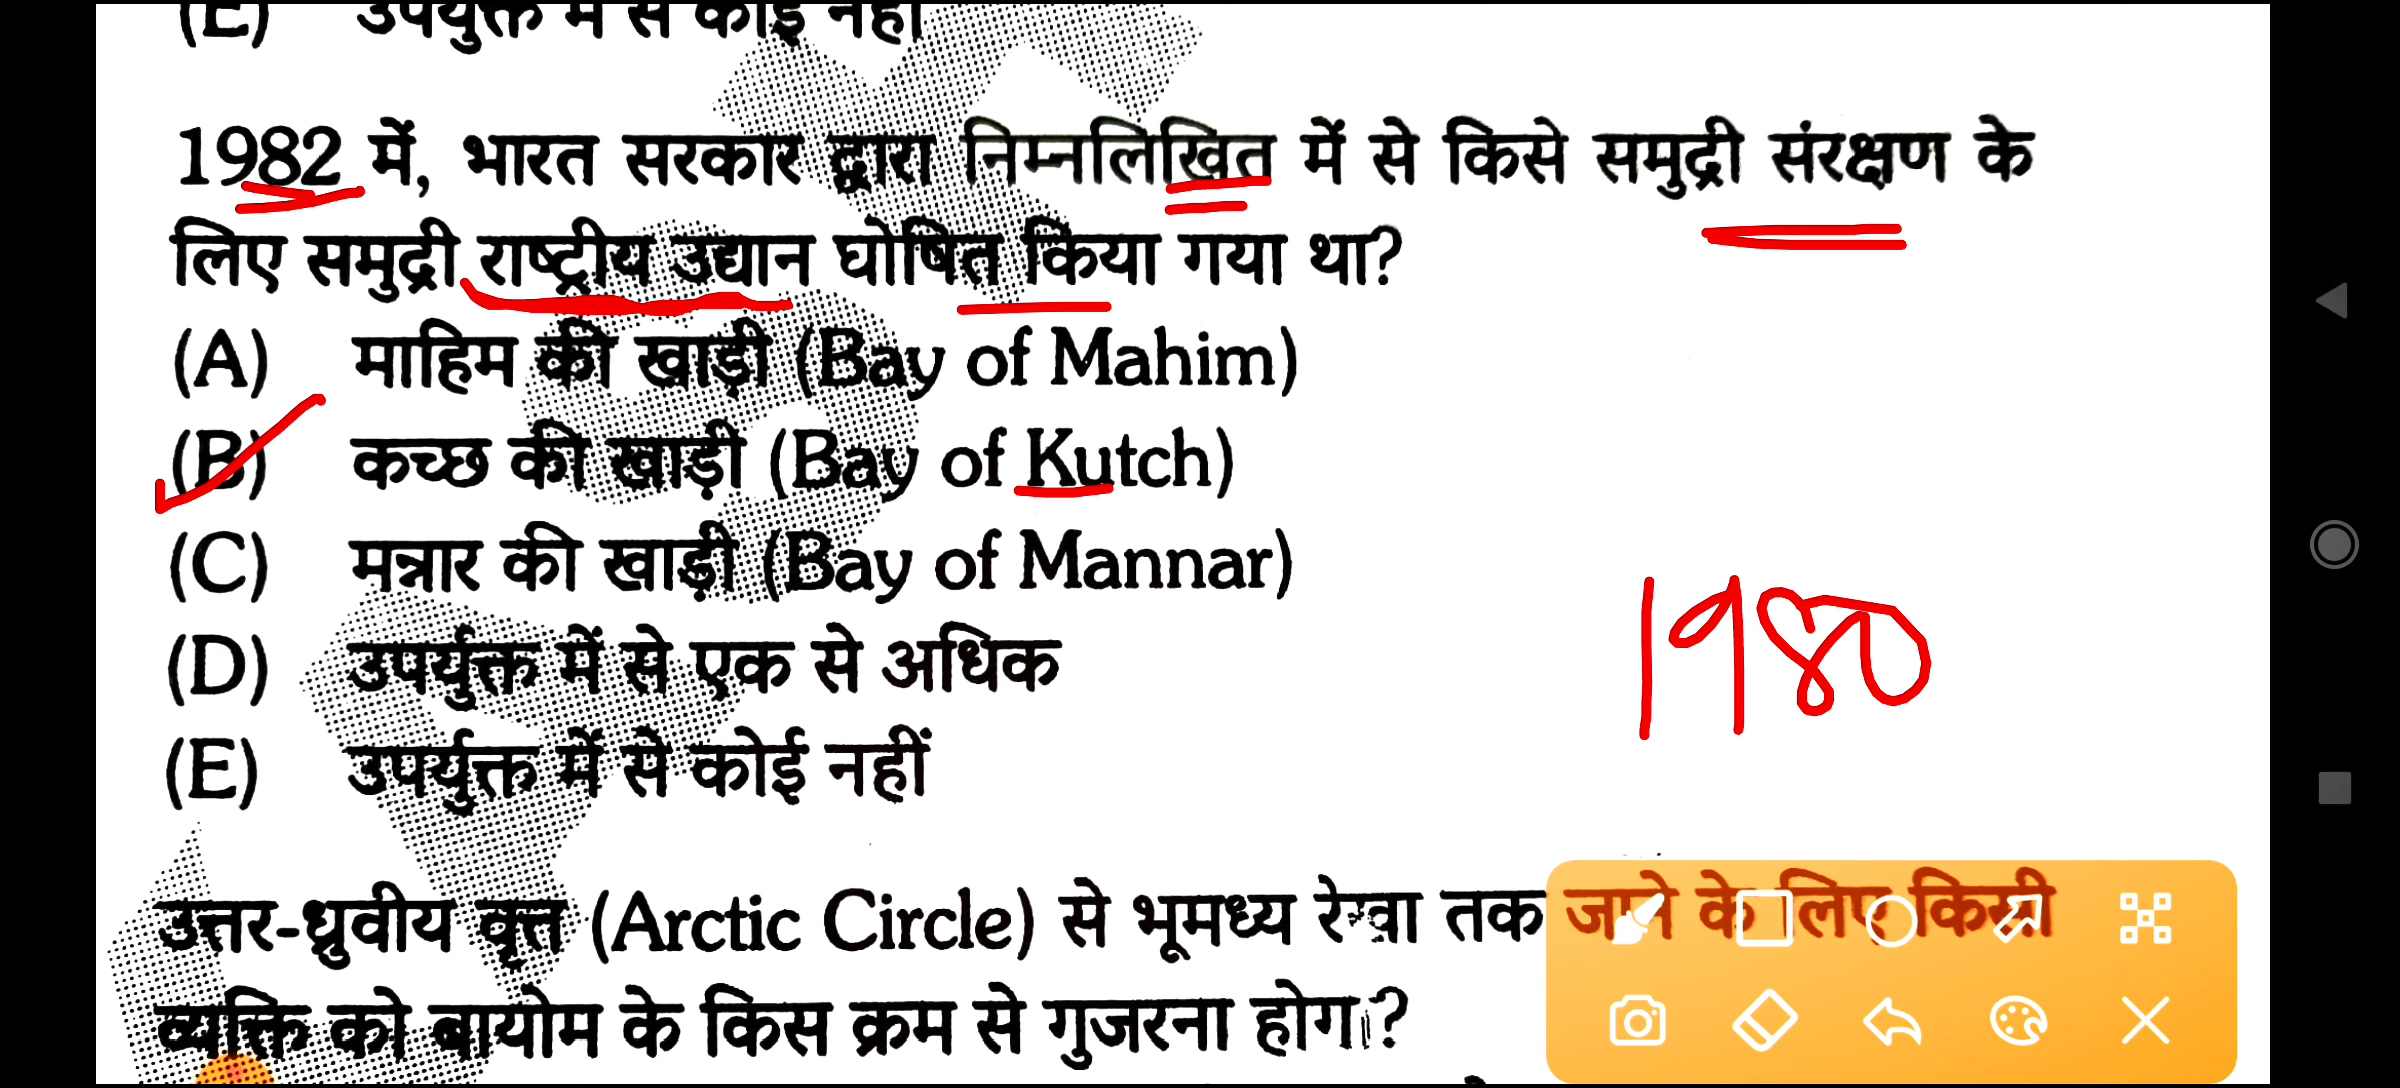 (E) उपर्युक्त में से कोई नहीं
1982 में, भारत सरकार द्वारा निम्नलिखित में से किसे समुद्री संरक्षण के
लिए समुद्री राष्ट्रीय उद्यान घोषित किया गया था?
(A) माहिम की खाड़ी (Bay of Mahim)
(B) कच्छ की खाड़ी (Bay of Kutch)
(C) मन्नार की खाड़ी (Bay of Mannar)
(D) उपर्युक्त में से एक से अधिक
1980
(E) उपर्युक्त में से कोई नहीं
उत्तर-ध्रुवीय वृत्त (Arctic Circle) से भूमध्य रेखा तक जाने के लिए किसी
व्यक्ति को बायोम के किस क्रम से गुजरना होगा?